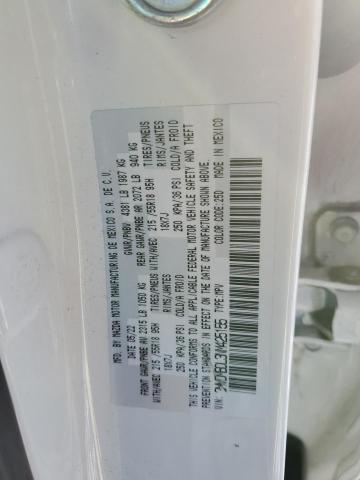 MFD. BY MAZDA MOTOR MANUFACTURING DE MEXICO S.A. DE C.V.
DATE 05/22 GVWR/PNBV 4381 LB 1987 KG
FRONT GAWR/PNBE AV 2315 LB 1050 KG REAR GAWR/PNBE AR 2072 LB 940 KG
WITH/AVEC 215 /55R18 95H TIRES/PNEUS WITH/AVEC 215 /55R18 95H TIRES/PNEUS
18X7J RIMS/JANTES 18X7J RIMS/JANTES
250 KPA/36 PSI COLD/A FROID 250 KPA/36 PSI COLD/A FROID
THIS VEHICLE CONFORMS TO ALL APPLICABLE FEDERAL MOTOR VEHICLE SAFETY AND BUMPER
STANDARDS IN EFFECT ON THE DATE OF MANUFACTURE SHOWN ABOVE.
VIN: TYPE:MPV COLOR CODE:25D MADE IN MEXICO